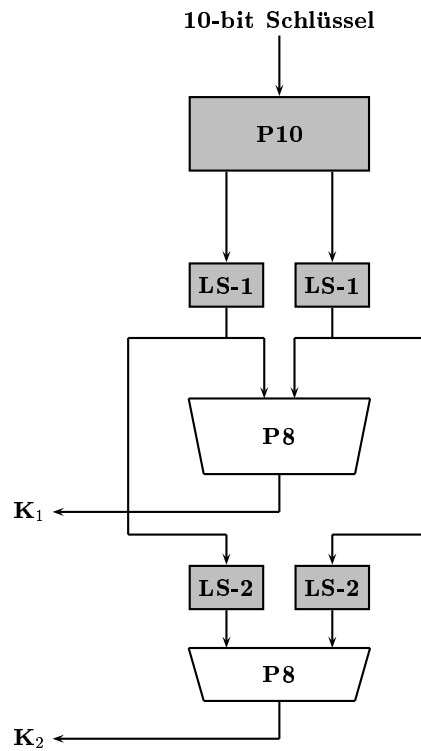 10-bit Schlüssel
P10
LS-1 LS-1
P8
K₁
LS-2 LS-2
P8
K₂